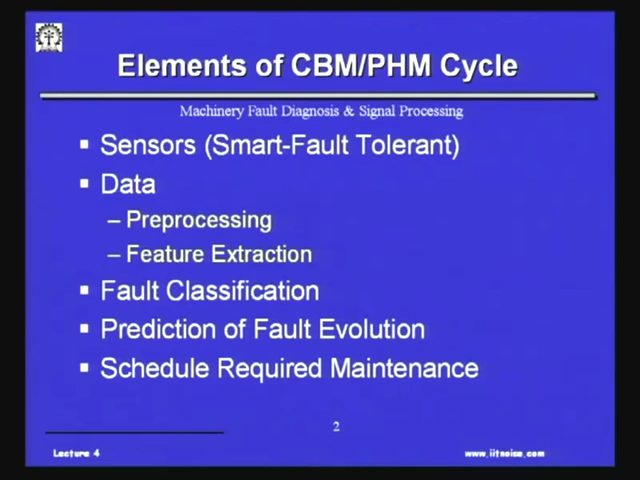 Elements of CBM/PHM Cycle
Machinery Fault Diagnosis & Signal Processing
▪ Sensors (Smart-Fault Tolerant)
▪ Data
– Preprocessing
– Feature Extraction
▪ Fault Classification
▪ Prediction of Fault Evolution
▪ Schedule Required Maintenance
2
Lecture 4
www.iitnoise.com